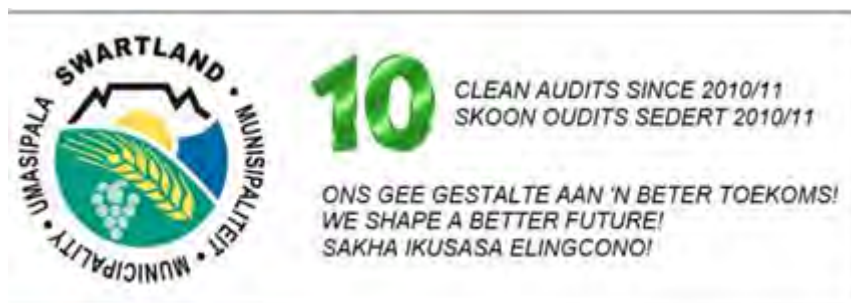 SWARTLAND • MUNISIPALITEIT • MUNICIPALITY • UMASIPALA
10
CLEAN AUDITS SINCE 2010/11
SKOON OUDITS SEDERT 2010/11
ONS GEE GESTALTE AAN 'N BETER TOEKOMS!
WE SHAPE A BETTER FUTURE!
SAKHA IKUSASA ELINGCONO!